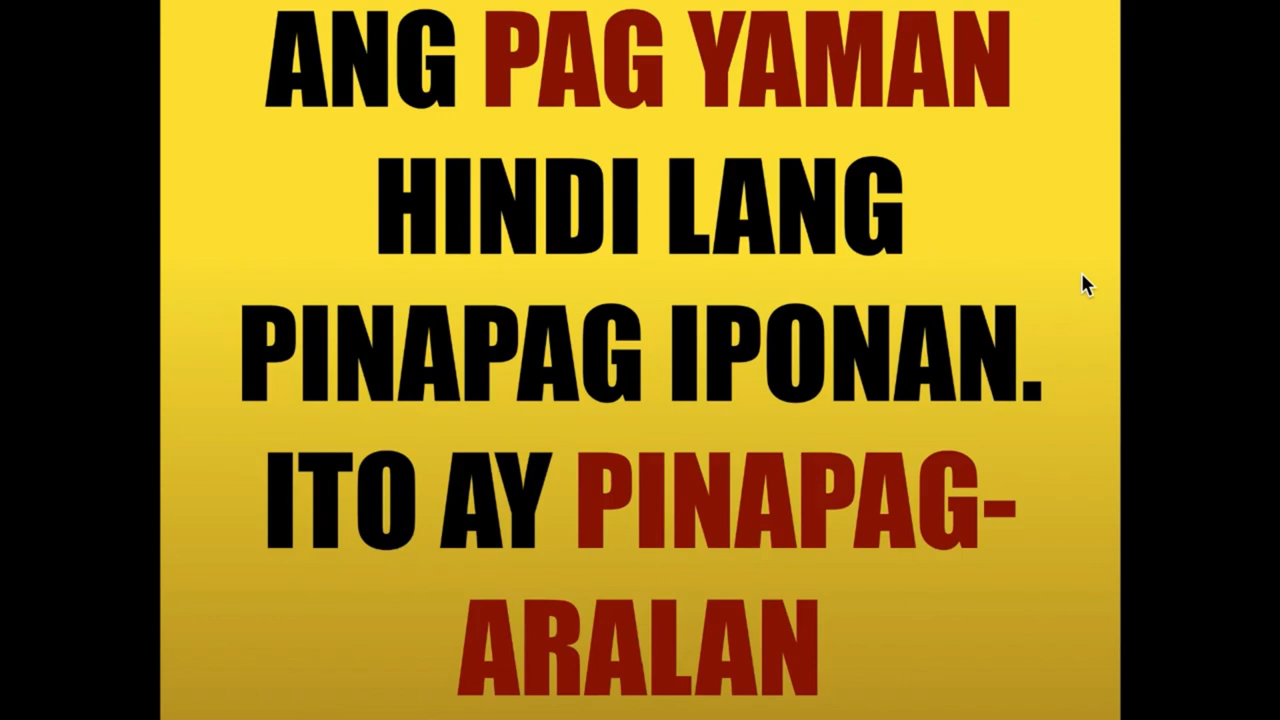 ANG PAG YAMAN
HINDI LANG
PINAPAG IPONAN.
ITO AY PINAPAG-
ARALAN